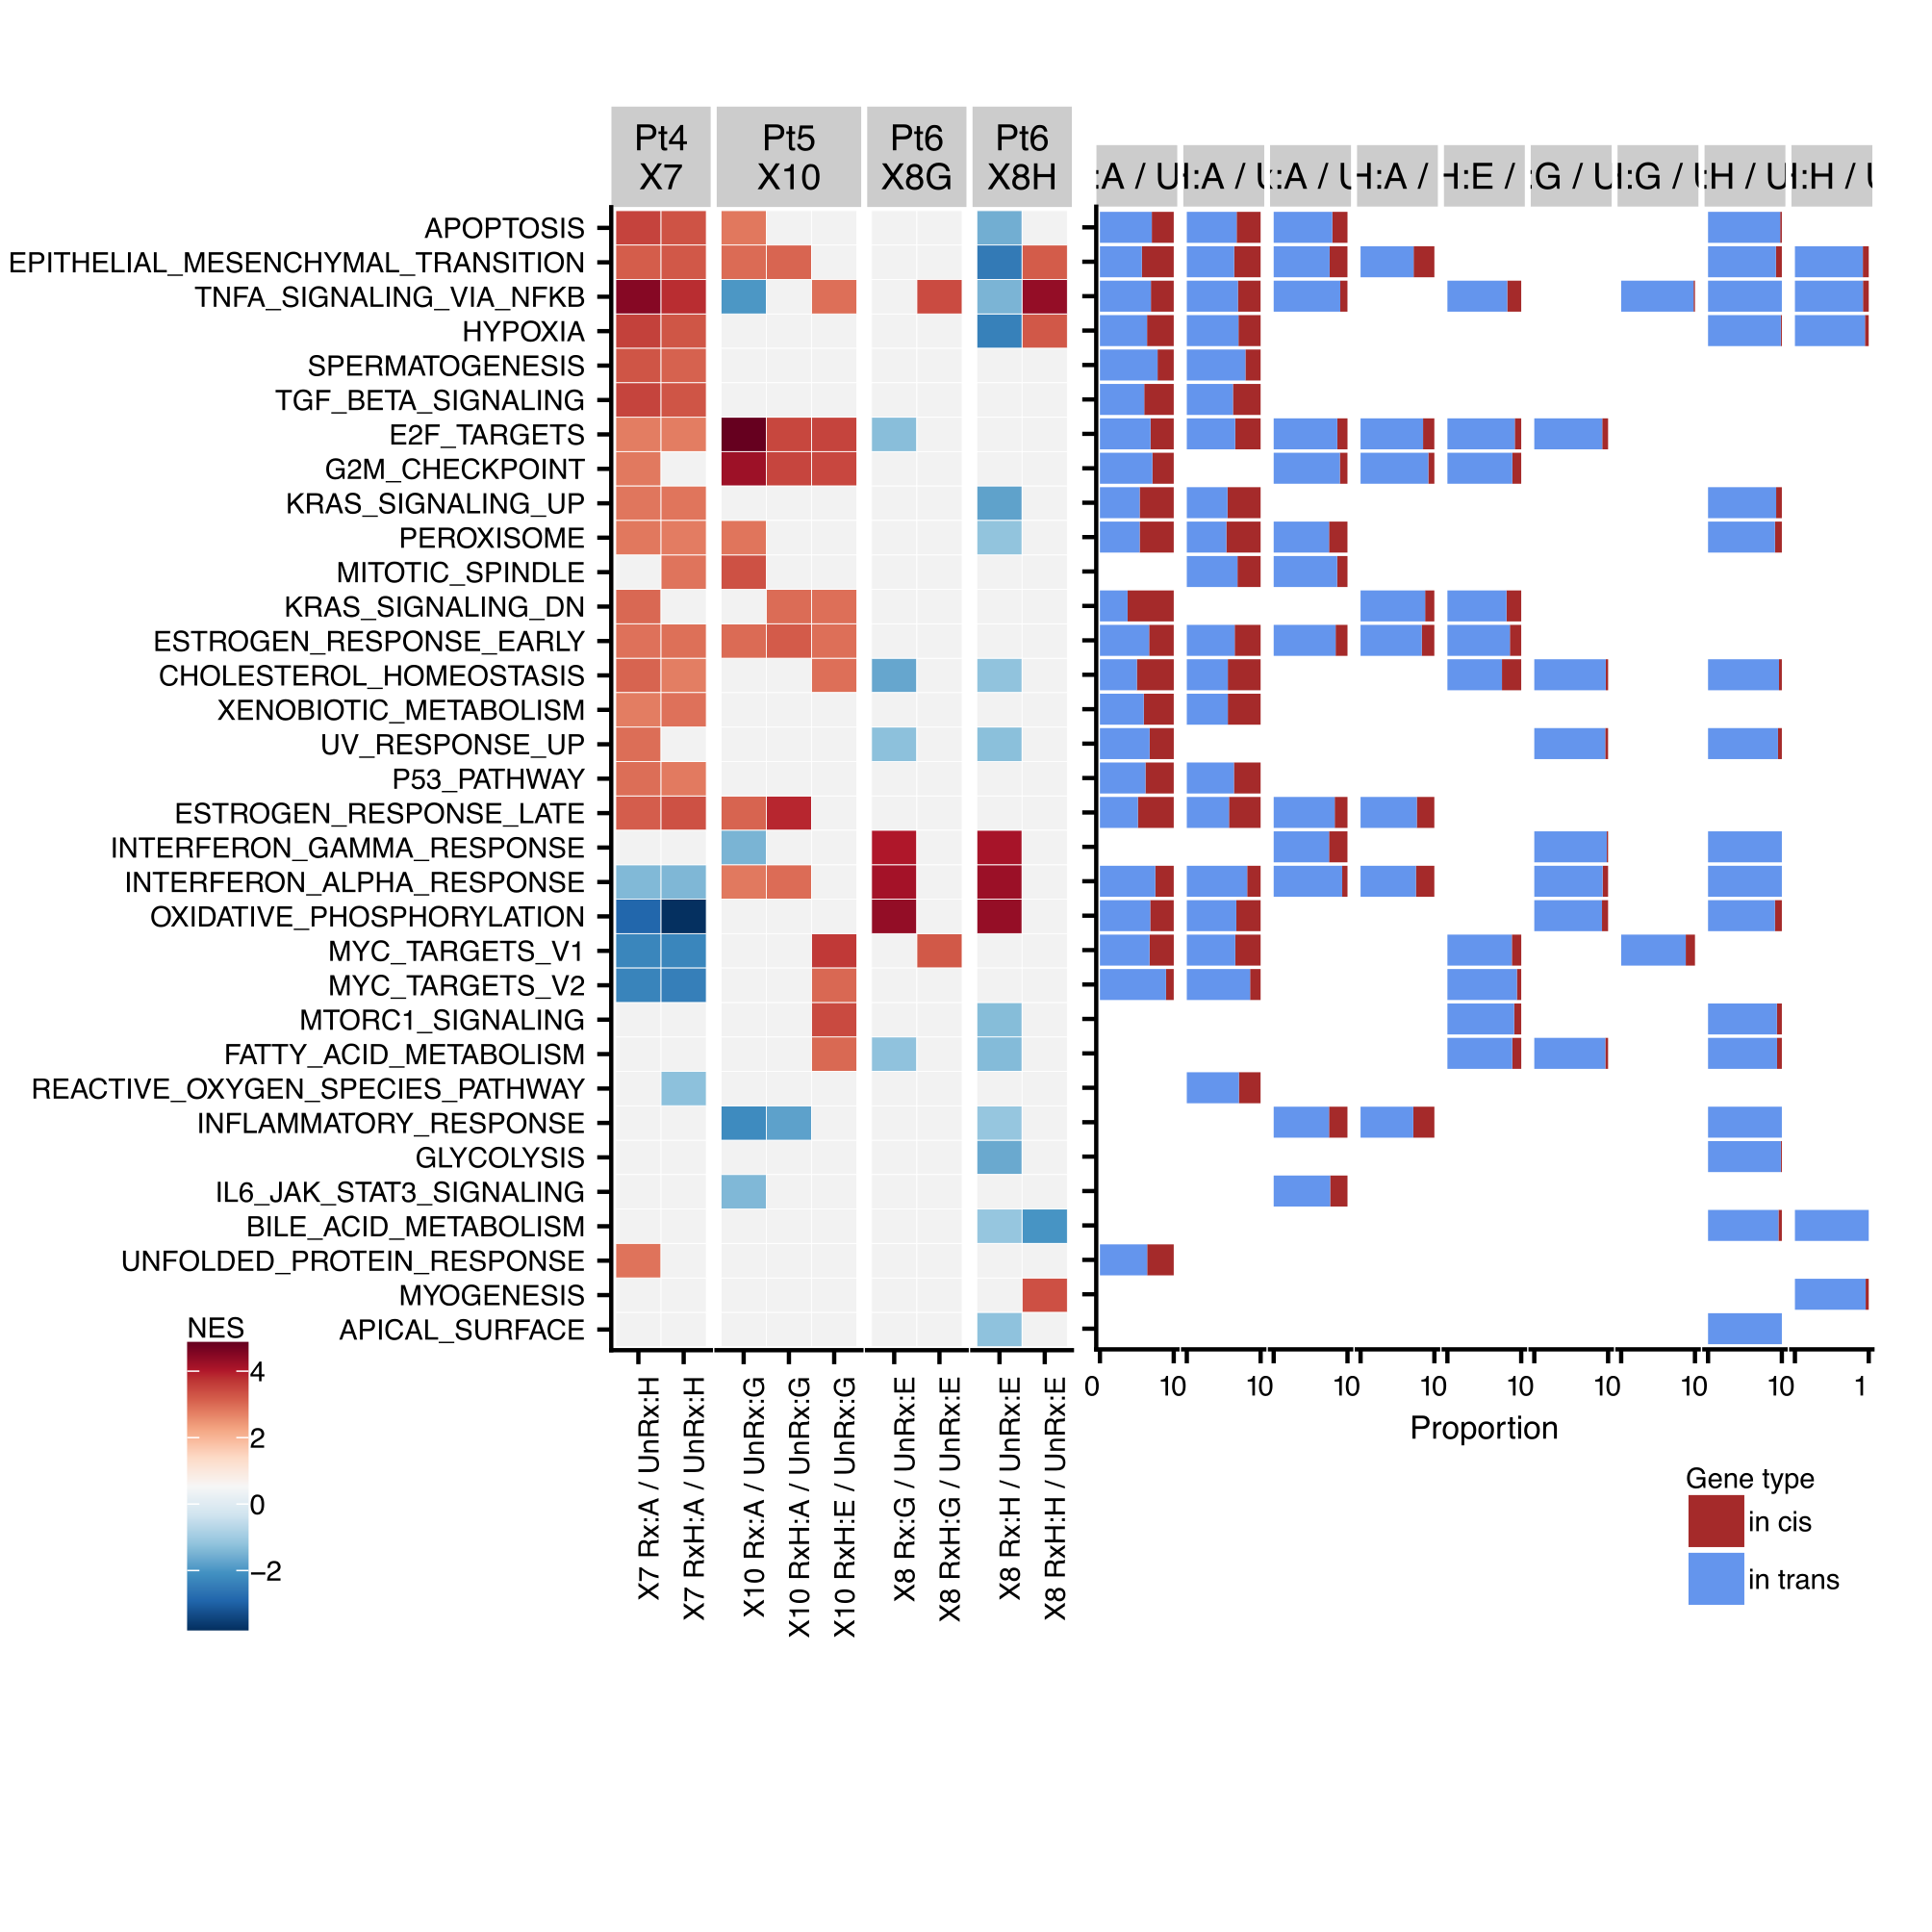 Pt4
X7
Pt5
X10
Pt6
X8G
Pt6
X8H
:A / U
I:A / U
:A / U
H:A /
H:E /
:G / U
I:G / U
:H / U
I:H / U
APOPTOSIS
EPITHELIAL_MESENCHYMAL_TRANSITION
TNFA_SIGNALING_VIA_NFKB
HYPOXIA
SPERMATOGENESIS
TGF_BETA_SIGNALING
E2F_TARGETS
G2M_CHECKPOINT
KRAS_SIGNALING_UP
PEROXISOME
MITOTIC_SPINDLE
KRAS_SIGNALING_DN
ESTROGEN_RESPONSE_EARLY
CHOLESTEROL_HOMEOSTASIS
XENOBIOTIC_METABOLISM
UV_RESPONSE_UP
P53_PATHWAY
ESTROGEN_RESPONSE_LATE
INTERFERON_GAMMA_RESPONSE
INTERFERON_ALPHA_RESPONSE
OXIDATIVE_PHOSPHORYLATION
MYC_TARGETS_V1
MYC_TARGETS_V2
MTORC1_SIGNALING
FATTY_ACID_METABOLISM
REACTIVE_OXYGEN_SPECIES_PATHWAY
INFLAMMATORY_RESPONSE
GLYCOLYSIS
IL6_JAK_STAT3_SIGNALING
BILE_ACID_METABOLISM
UNFOLDED_PROTEIN_RESPONSE
MYOGENESIS
APICAL_SURFACE
NES
4
2
0
−2
X7 Rx:A / UnRx:H
X7 RxH:A / UnRx:H
X10 Rx:A / UnRx:G
X10 RxH:A / UnRx:G
X10 RxH:E / UnRx:G
X8 Rx:G / UnRx:E
X8 RxH:G / UnRx:E
X8 Rx:H / UnRx:E
X8 RxH:H / UnRx:E
0 10 10 10 10 10 10 10 10 1
Proportion
Gene type
in cis
in trans